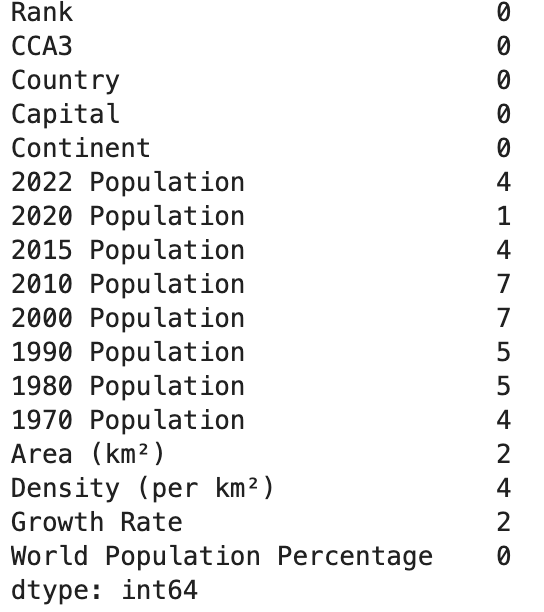 Rank 0
CCA3 0
Country 0
Capital 0
Continent 0
2022 Population 4
2020 Population 1
2015 Population 4
2010 Population 7
2000 Population 7
1990 Population 5
1980 Population 5
1970 Population 4
Area (km²) 2
Density (per km²) 4
Growth Rate 2
World Population Percentage 0
dtype: int64